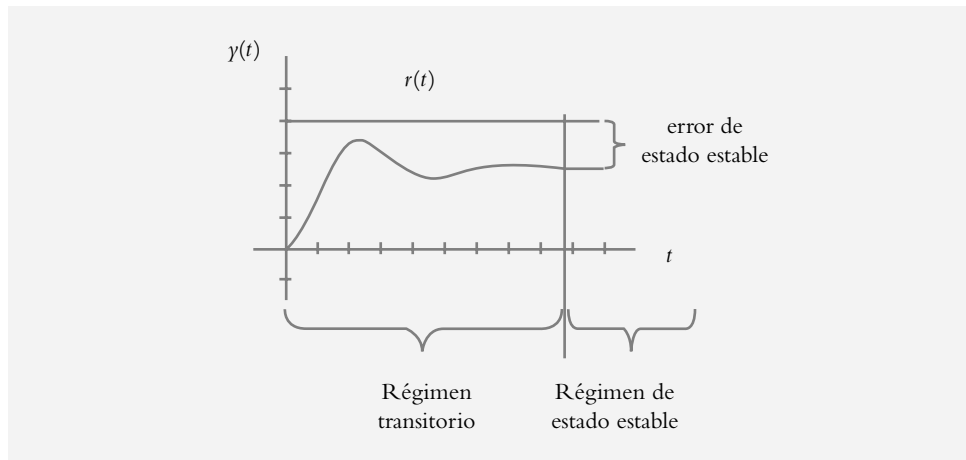 y(t)
r(t)
error de
estado estable
t
Régimen
transitorio
Régimen de
estado estable